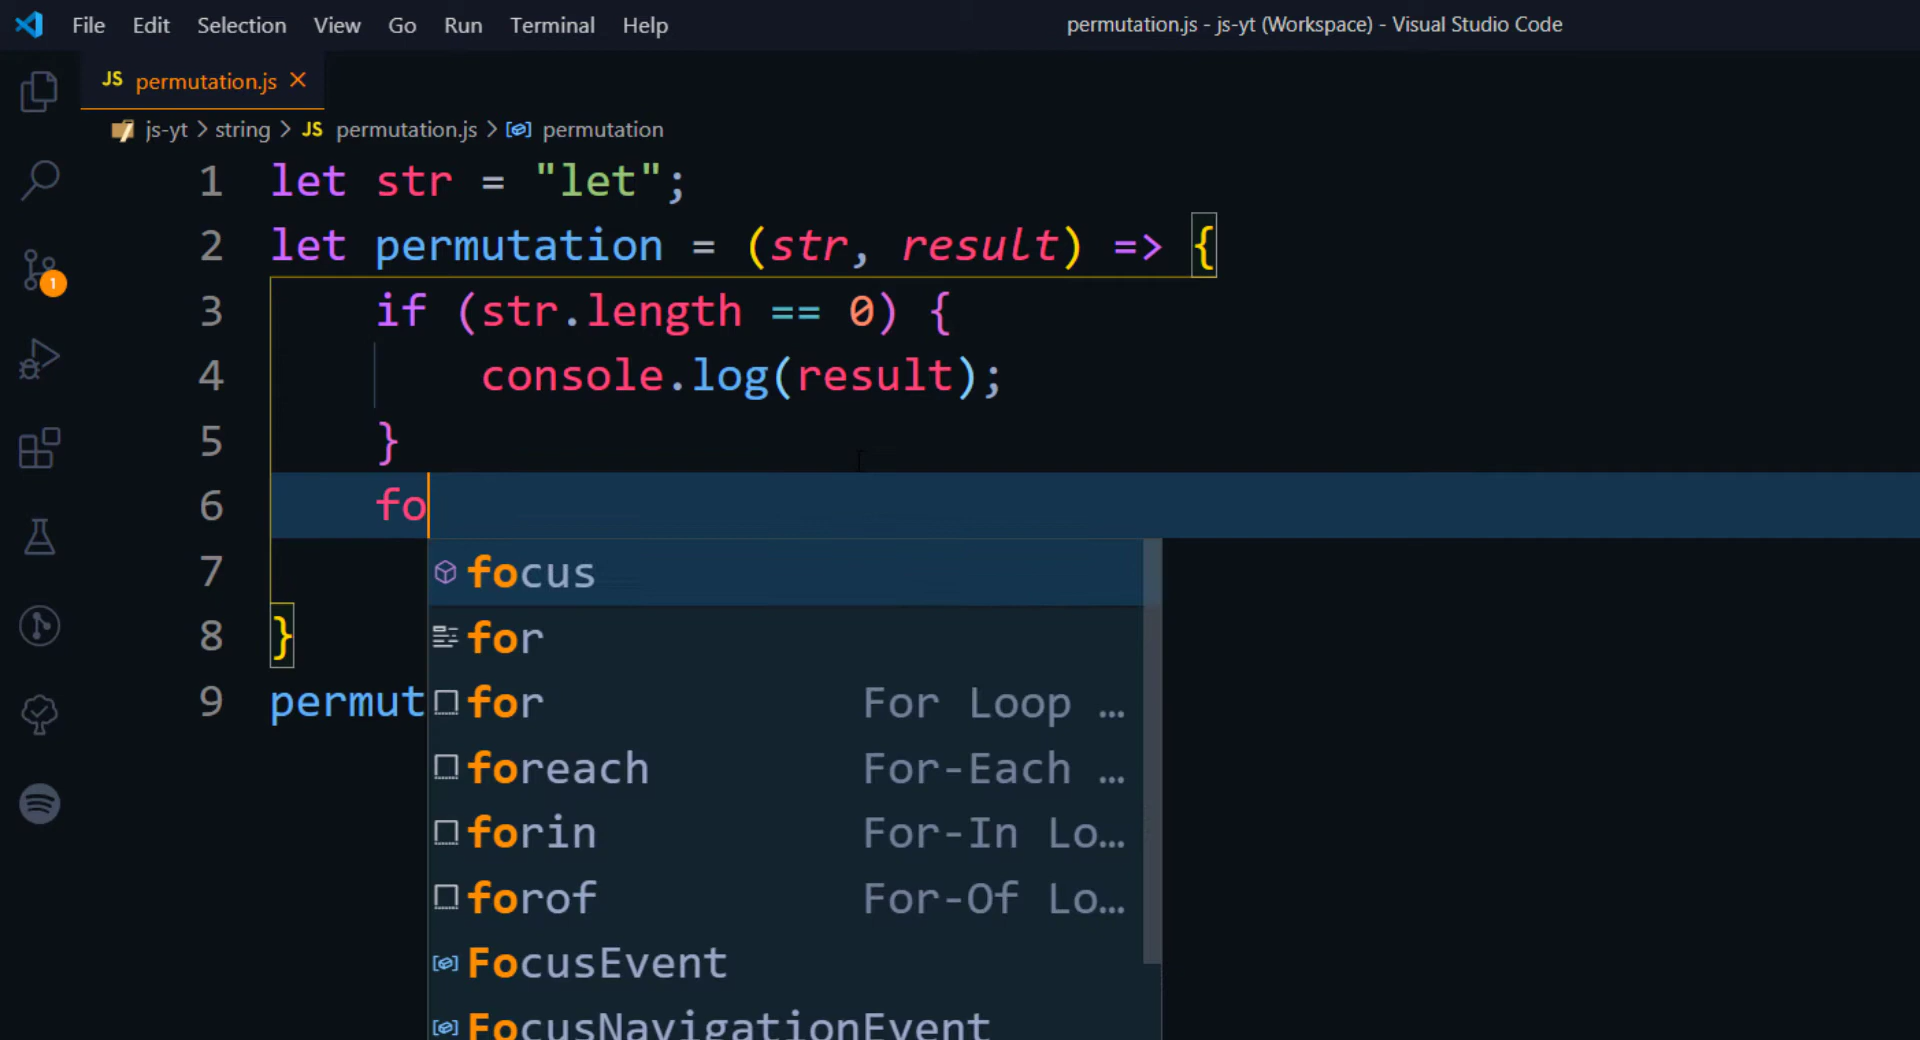 File Edit Selection View Go Run Terminal Help permutation.js - js-yt (Workspace) - Visual Studio Code
JS permutation.js ×
js-yt > string > JS permutation.js > permutation
1 let str = "let";
2 let permutation = (str, result) => {
3 if (str.length == 0) {
4 console.log(result);
5 }
6 fo
7
8 }
9 permut
1
focus
for
for For Loop …
foreach For-Each …
forin For-In Lo…
forof For-Of Lo…
FocusEvent
FocusNavigationEvent